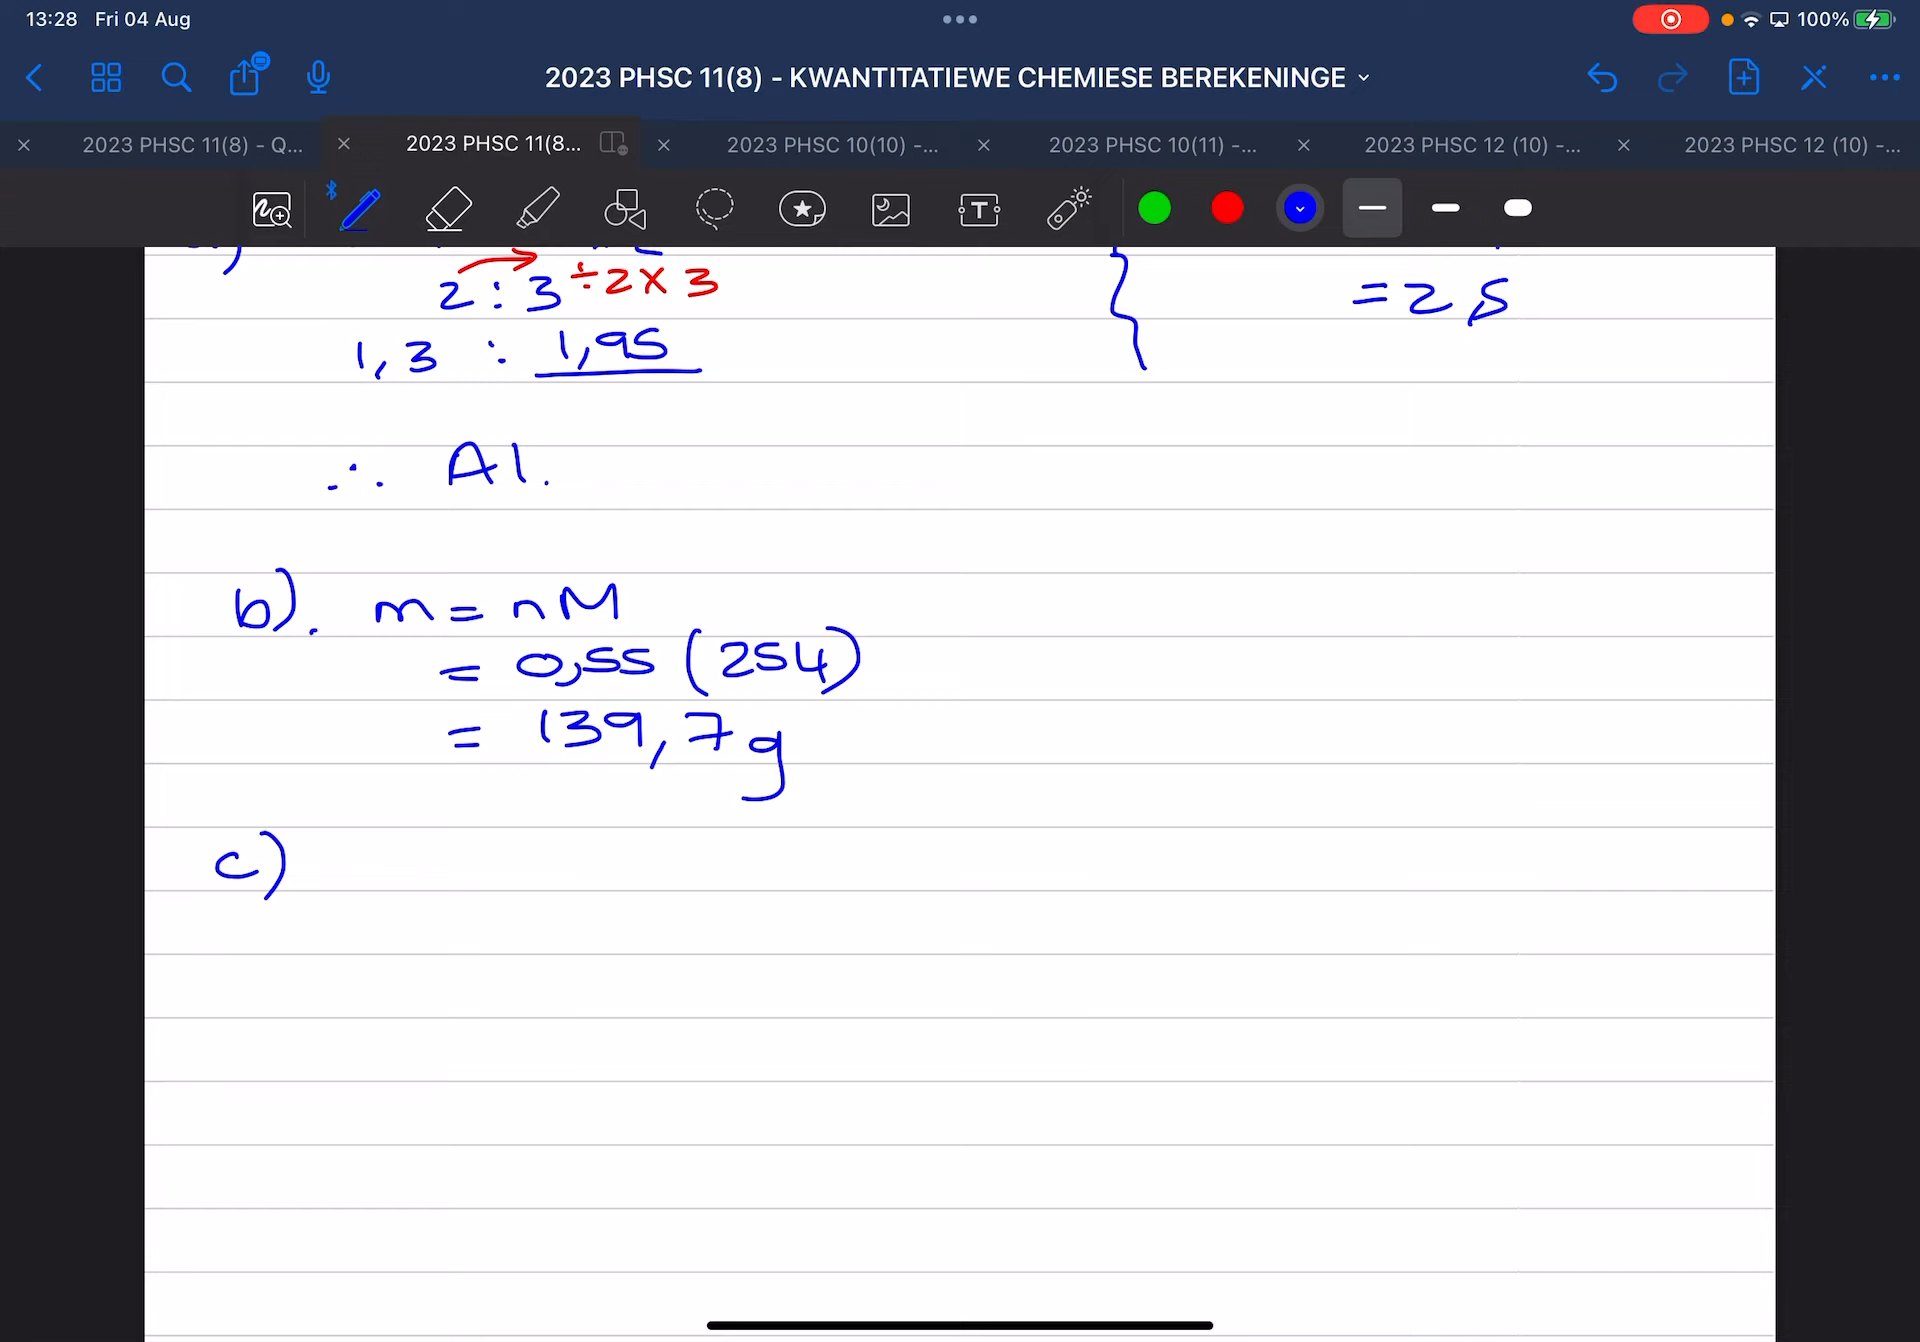 13:28 Fri 04 Aug
100%
2023 PHSC 11(8) - KWANTITATIEWE CHEMIESE BEREKENINGE
2023 PHSC 11(8) - Q...
2023 PHSC 11(8...
2023 PHSC 10(10) -...
2023 PHSC 10(11) -...
2023 PHSC 12 (10) -...
2023 PHSC 12 (10) -...
2 : 3 ÷2 × 3
= 2,5
1,3 : 1,95
∴ Al.
b). m = nM
= 0,55 (254)
= 139,7 g
c)